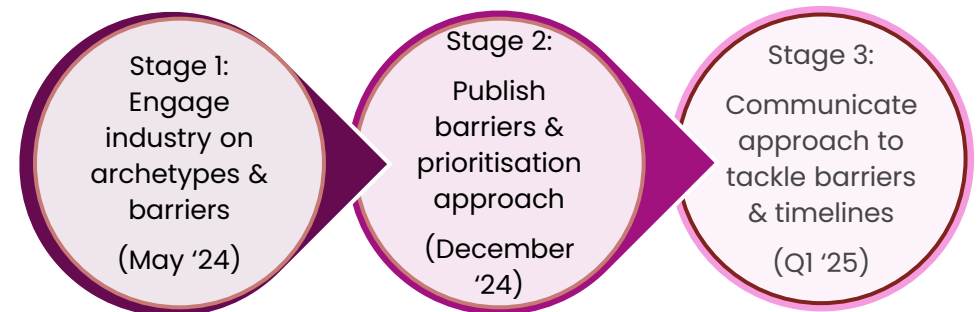 Stage 1:
Engage
industry on
archetypes &
barriers
(May ‘24)
Stage 2:
Publish
barriers &
prioritisation
approach
(December
‘24)
Stage 3:
Communicate
approach to
tackle barriers
& timelines
(Q1 ‘25)